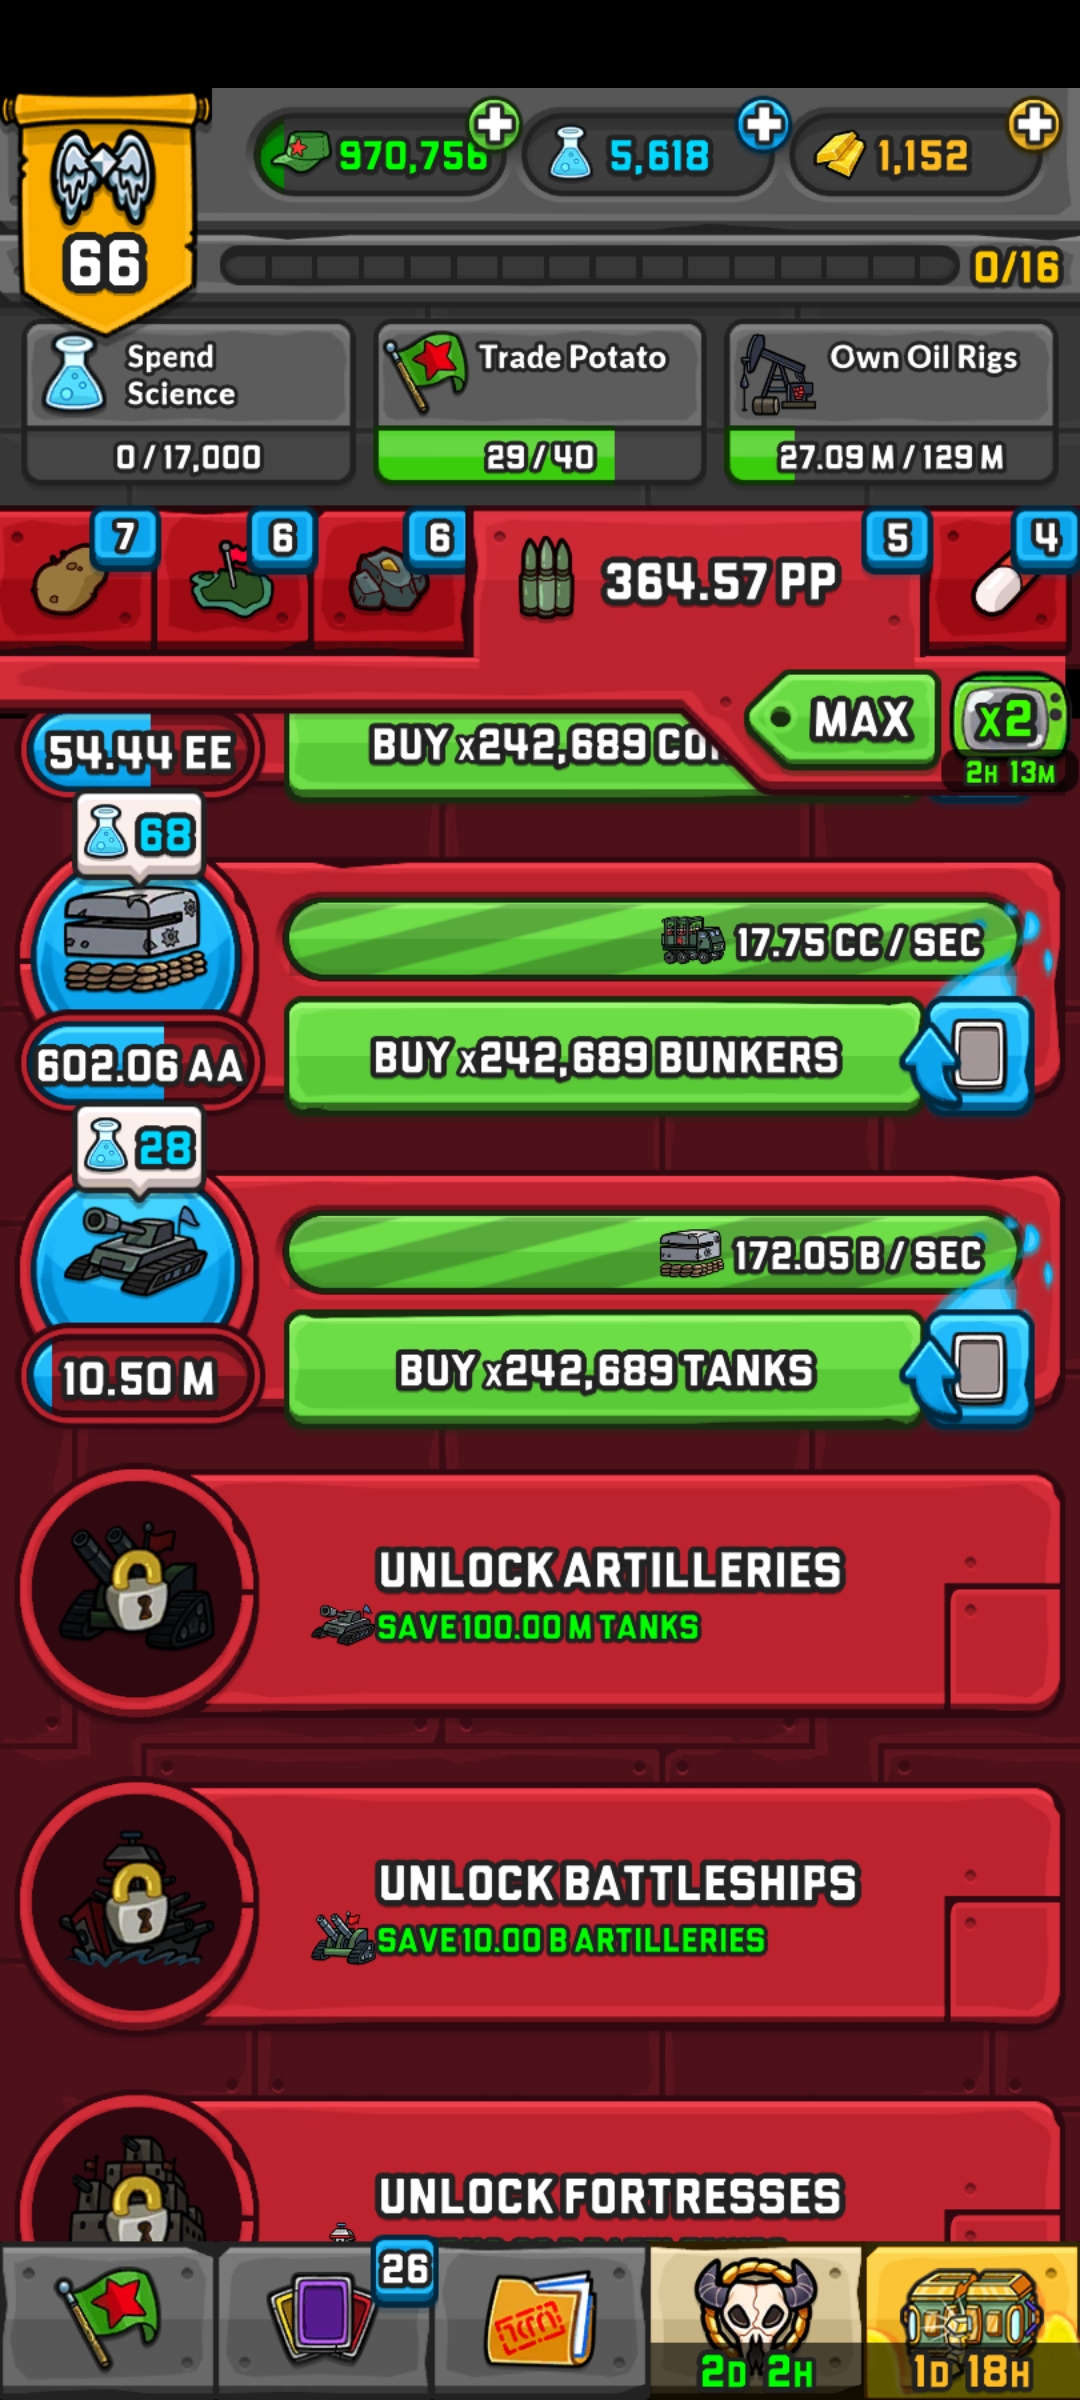 970,756
5,618
1,152
66
0/16
Spend
Science
0/17,000
Trade Potato
29/40
Own Oil Rigs
27.09 M/129 M
7
6
6
364.57 PP
5
4
MAX
x2
2H 13M
54.44 EE
BUY x242,689
68
17.75 CC/SEC
602.06 AA
BUY x242,689 BUNKERS
28
172.05 B/SEC
10.50 M
BUY x242,689 TANKS
UNLOCK ARTILLERIES
SAVE 100.00 M TANKS
UNLOCK BATTLESHIPS
SAVE 10.00 B ARTILLERIES
UNLOCK FORTRESSES
26
2D 2H
1D 18H